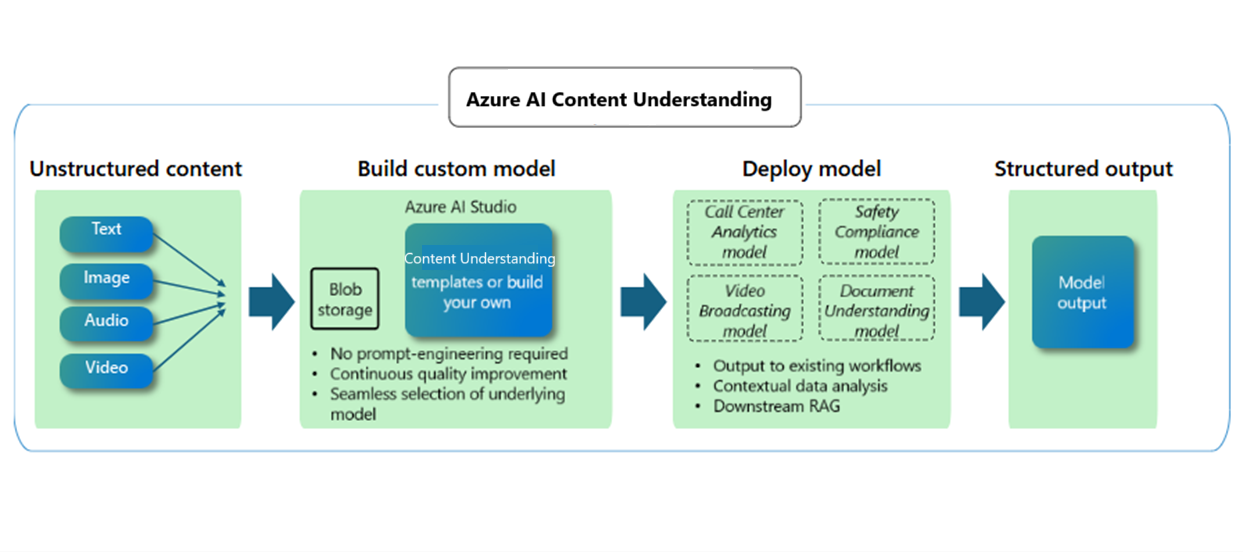 Azure AI Content Understanding
Unstructured content
Text
Image
Audio
Video
Build custom model
Azure AI Studio
Blob
storage
Content Understanding
templates or build
your own
• No prompt-engineering required
• Continuous quality improvement
• Seamless selection of underlying
model
Deploy model
Call Center
Analytics
model
Safety
Compliance
model
Video
Broadcasting
model
Document
Understanding
model
• Output to existing workflows
• Contextual data analysis
• Downstream RAG
Structured output
Model
output